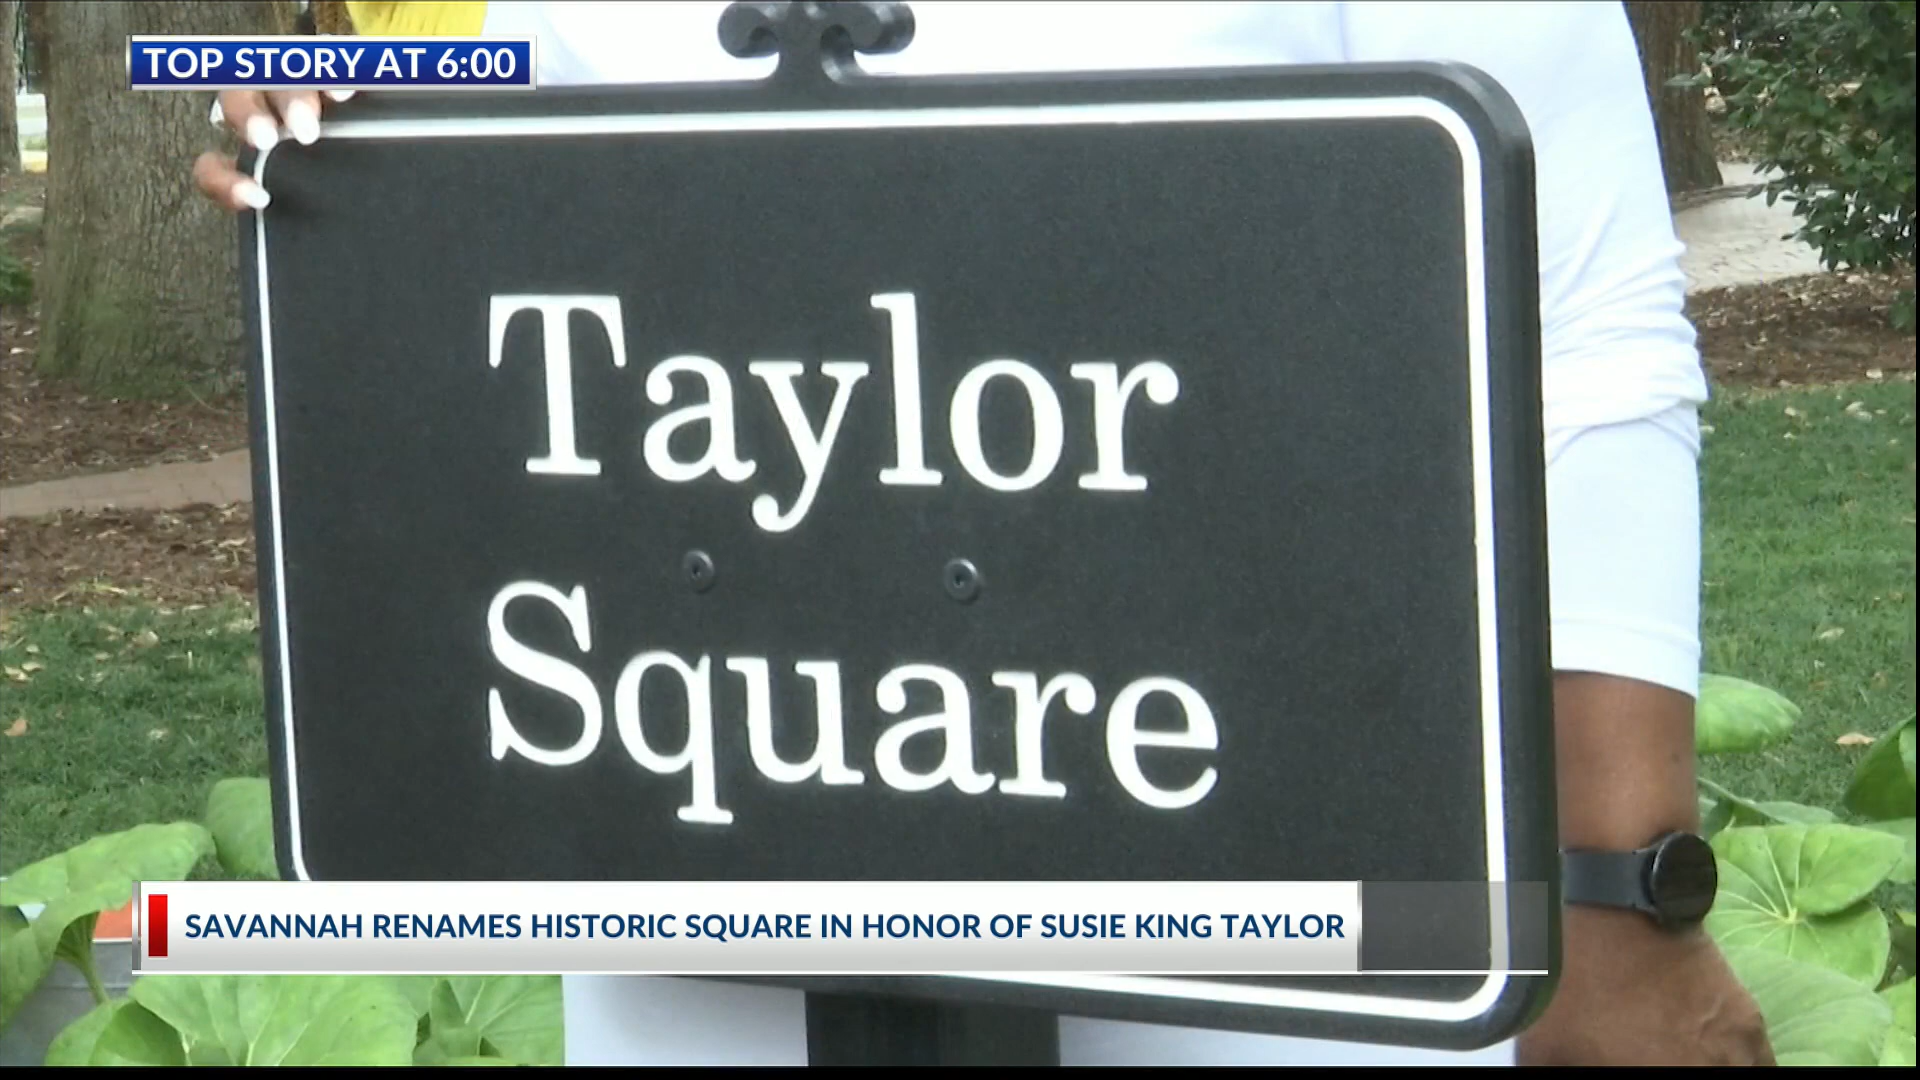 TOP STORY AT 6:00
Taylor
Square
SAVANNAH RENAMES HISTORIC SQUARE IN HONOR OF SUSIE KING TAYLOR